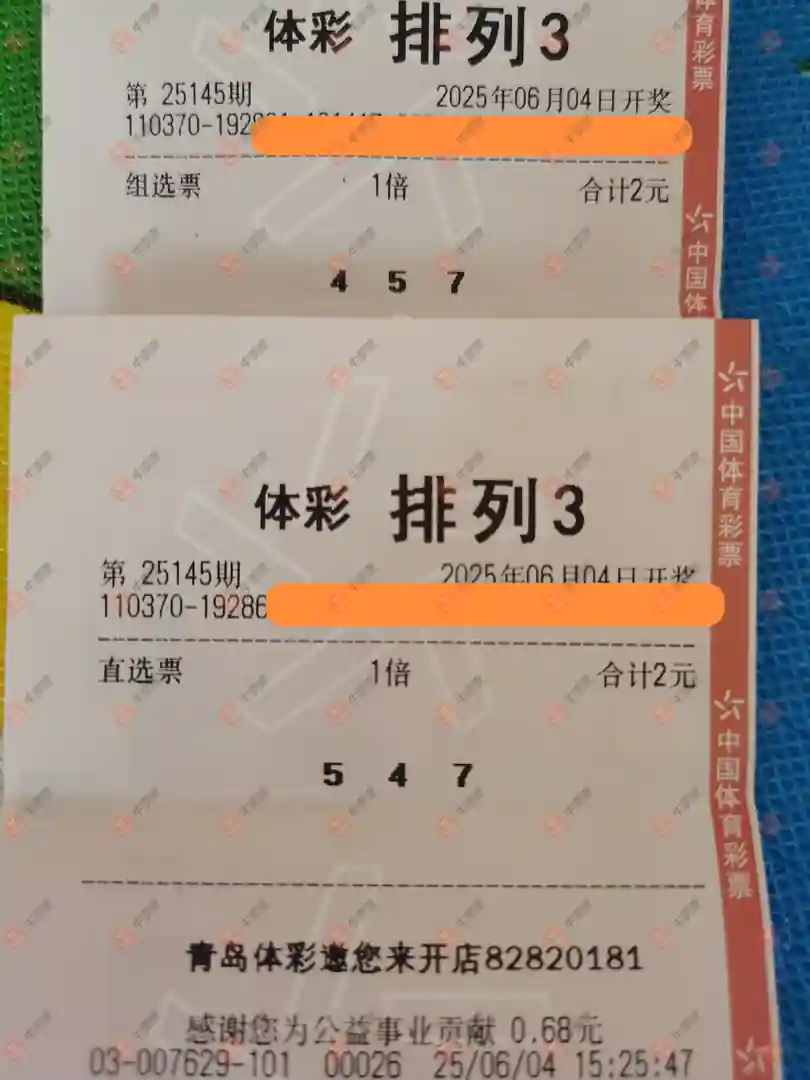 体彩 排列3
第 25145期 2025年06月04日开奖
110370-192
组选票 1倍 合计2元
4 5 7
育彩票
中国体
体彩 排列3
第 25145期 2025年06月04日开奖
110370-19286
直选票 1倍 合计2元
5 4 7
青岛体彩邀您来开店82820181
感谢您为公益事业贡献 0.68元
03-007629-101 00026 25/06/04 15:25:47
中国体育彩票
中国体育彩票